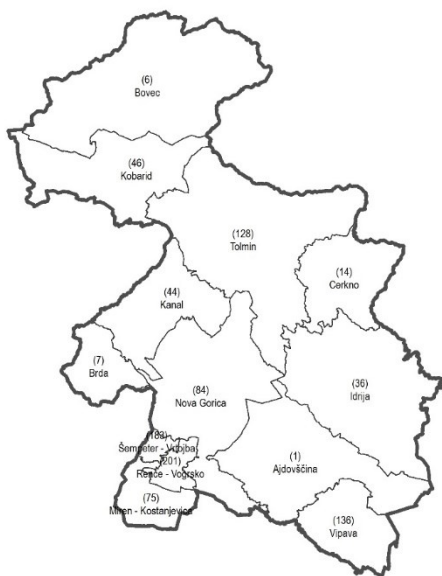 (6)
Bovec
(46)
Kobarid
(128)
Tolmin
(14)
Cerkno
(44)
Kanal
(7)
Brda
(84)
Nova Gorica
(36)
Idrija
(183)
Šempeter - Vrtojba
(201)
Renče - Vogrsko
(1)
Ajdovščina
(75)
Miren - Kostanjevica
(136)
Vipava